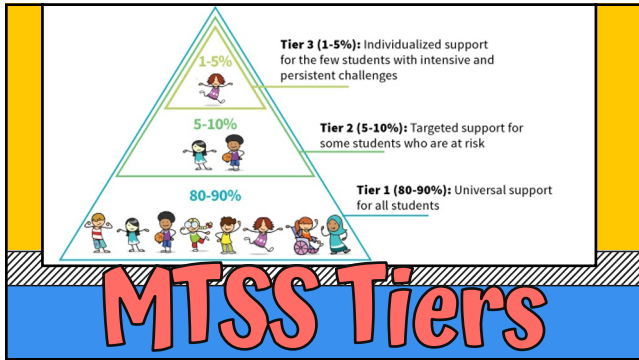 1-5%
Tier 3 (1-5%): Individualized support
for the few students with intensive and
persistent challenges
5-10%
Tier 2 (5-10%): Targeted support for
some students who are at risk
80-90%
Tier 1 (80-90%): Universal support
for all students
MTSS Tiers